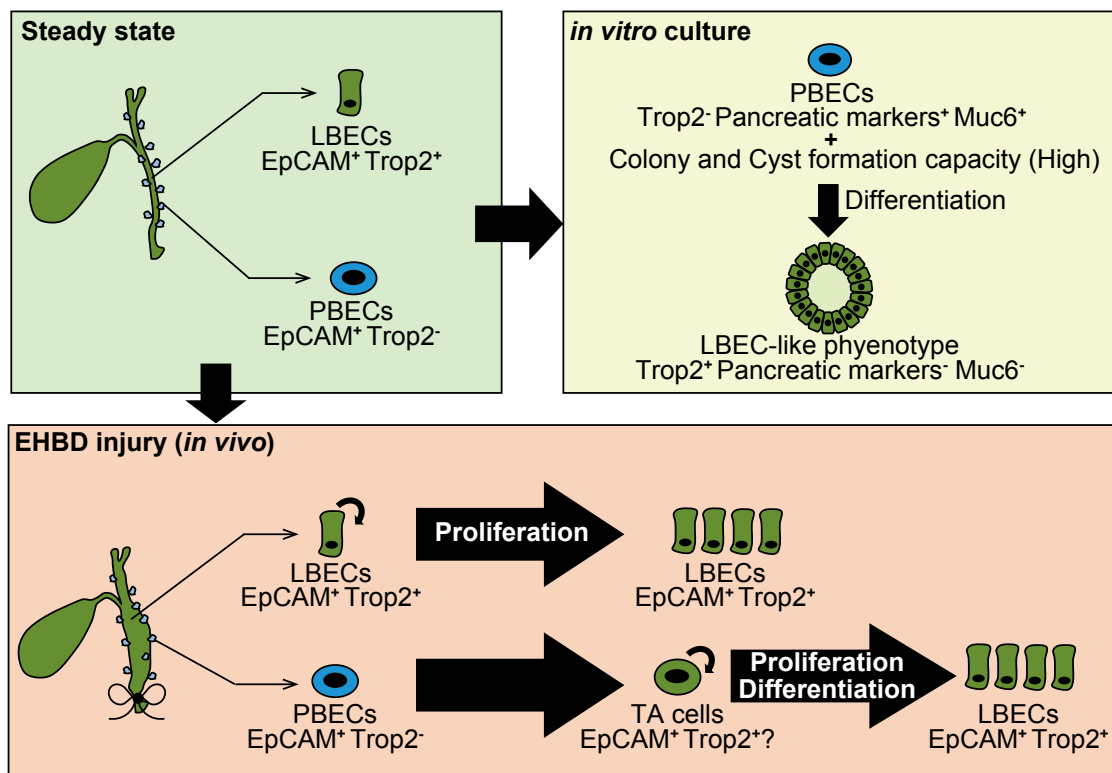 Steady state
LBECs
EpCAM⁺ Trop2⁺
PBECs
EpCAM⁺ Trop2⁻
in vitro culture
PBECs
Trop2⁻ Pancreatic markers⁺ Muc6⁺
+
Colony and Cyst formation capacity (High)
Differentiation
LBEC-like phyenotype
Trop2⁺ Pancreatic markers⁻ Muc6⁻
EHBD injury (in vivo)
LBECs
EpCAM⁺ Trop2⁺
Proliferation
LBECs
EpCAM⁺ Trop2⁺
PBECs
EpCAM⁺ Trop2⁻
TA cells
EpCAM⁺ Trop2⁺?
Proliferation
Differentiation
LBECs
EpCAM⁺ Trop2⁺